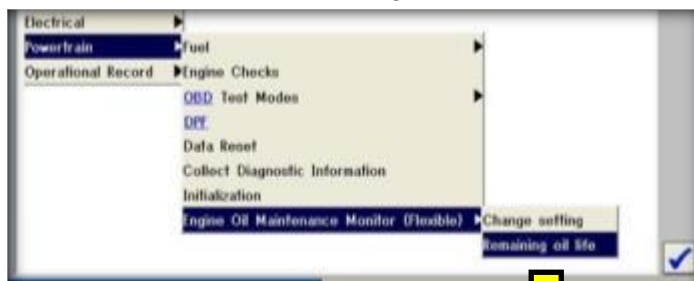 Electrical
Powertrain
Operational Record
Fuel
Engine Checks
OBD Test Modes
DPF
Data Reset
Collect Diagnostic Information
Initialization
Engine Oil Maintenance Monitor (Flexible)
Change setting
Remaining oil life